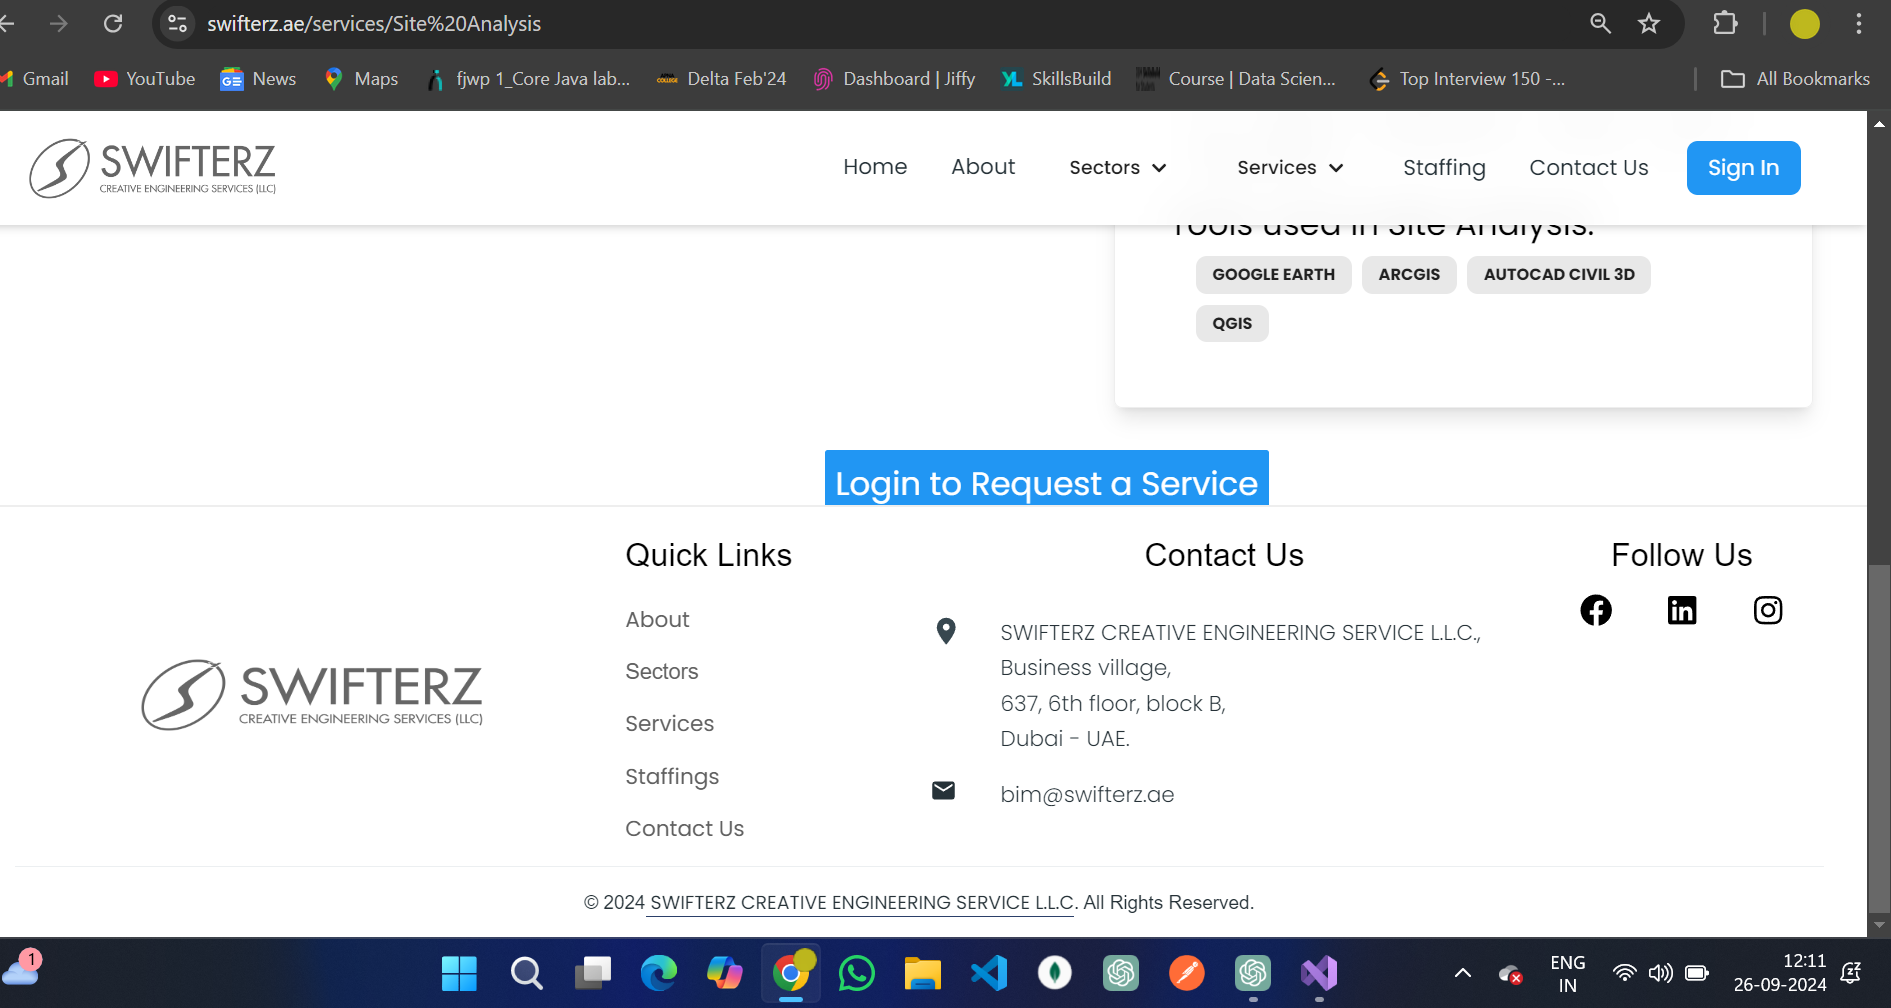 swifterz.ae/services/Site%20Analysis
Gmail
YouTube
News
Maps
fjwp 1_Core Java lab...
Delta Feb'24
Dashboard | Jiffy
SkillsBuild
Course | Data Scien...
Top Interview 150 -...
All Bookmarks
SWIFTERZ
CREATIVE ENGINEERING SERVICES (LLC)
Home
About
Sectors
Services
Staffing
Contact Us
Sign In
Tools used in Site Analysis:
GOOGLE EARTH
ARCGIS
AUTOCAD CIVIL 3D
QGIS
Login to Request a Service
SWIFTERZ
CREATIVE ENGINEERING SERVICES (LLC)
Quick Links
About
Sectors
Services
Staffings
Contact Us
Contact Us
SWIFTERZ CREATIVE ENGINEERING SERVICE L.L.C.,
Business village,
637, 6th floor, block B,
Dubai - UAE.
bim@swifterz.ae
Follow Us
© 2024 SWIFTERZ CREATIVE ENGINEERING SERVICE L.L.C. All Rights Reserved.
1
ENG
IN
12:11
26-09-2024